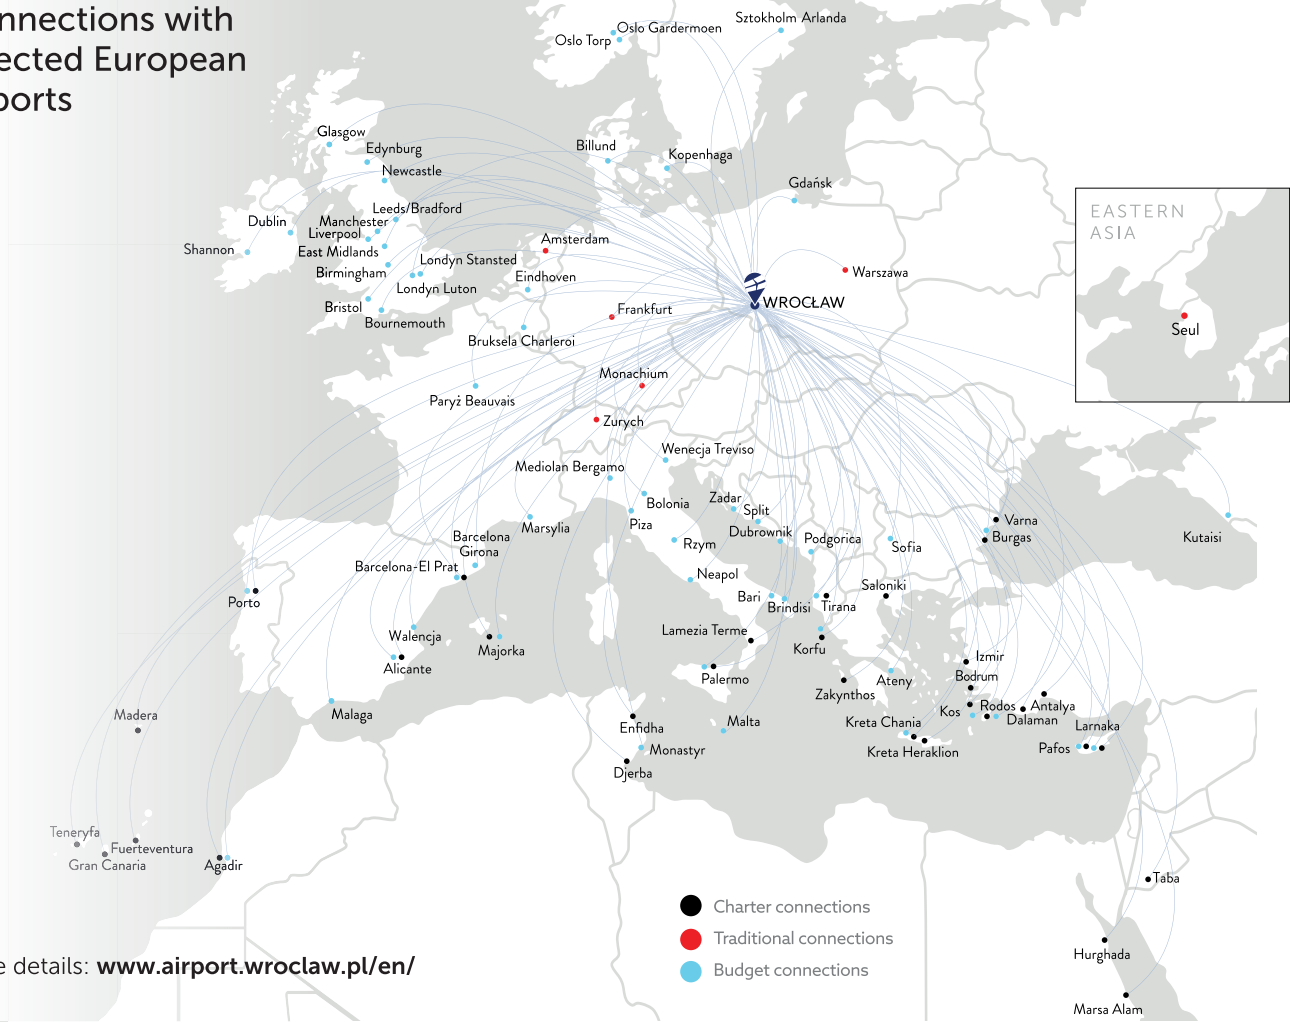 nnections with
ected European
ports
Sztokholm Arlanda
Oslo Gardermoen
Oslo Torp
Glasgow
Edynburg
Newcastle
Billund
Kopenhaga
Gdańsk
Leeds/Bradford
Dublin
Manchester
Liverpool
Shannon
East Midlands
Amsterdam
Londyn Stansted
Birmingham
Eindhoven
Warszawa
Londyn Luton
Bristol
Frankfurt
WROCŁAW
Bournemouth
Bruksela Charleroi
EASTERN
ASIA
Seul
Monachium
Paryż Beauvais
Zurych
Wenecja Treviso
Mediolan Bergamo
Bolonia
Zadar
Split
Piza
Marsylia
Dubrownik
Varna
Burgas
Kutaisi
Barcelona
Girona
Rzym
Podgorica
Sofia
Barcelona-El Prat
Neapol
Saloniki
Porto
Bari
Brindisi
Tirana
Walencja
Lamezia Terme
Majorka
Korfu
Izmir
Alicante
Palermo
Ateny
Bodrum
Zakynthos
Malaga
Kos
Rodos
Antalya
Madera
Enfidha
Malta
Kreta Chania
Dalaman
Larnaka
Monastyr
Kreta Heraklion
Pafos
Djerba
Teneryfa
Fuerteventura
Gran Canaria
Agadir
Taba
Charter connections
Traditional connections
Budget connections
Hurghada
Marsa Alam
e details: www.airport.wroclaw.pl/en/